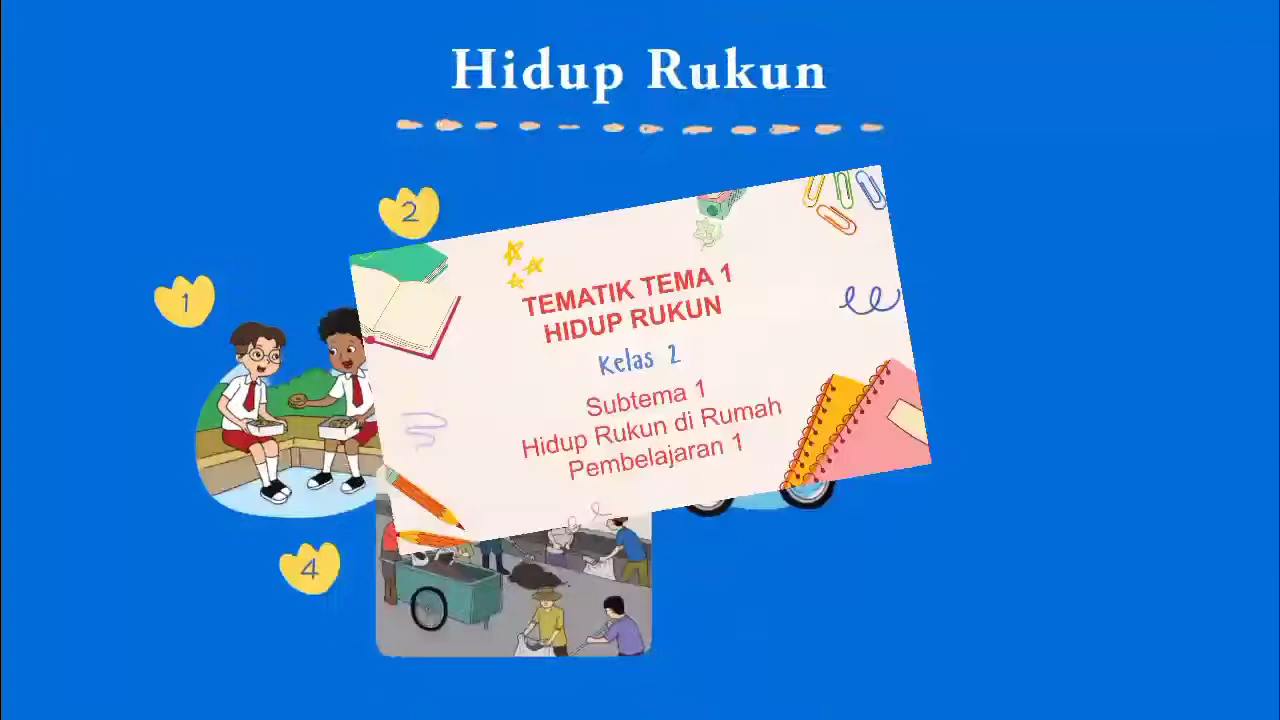 Hidup Rukun
2
1
TEMATIK TEMA 1
HIDUP RUKUN
Kelas 2
Subtema 1
Hidup Rukun di Rumah
Pembelajaran 1
4